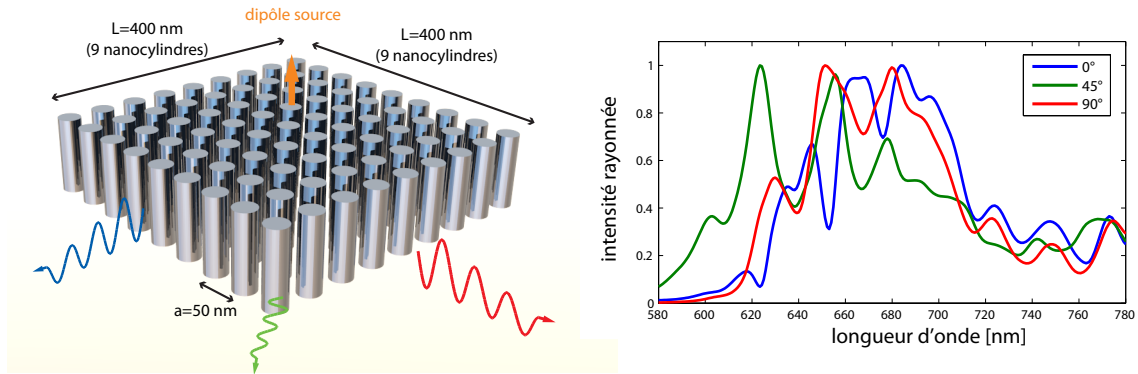 dipôle source
L=400 nm
(9 nanocylindres)
L=400 nm
(9 nanocylindres)
a=50 nm
intensité rayonnée
1
0.8
0.6
0.4
0.2
0
580
600
620
640
660
680
700
720
740
760
780
longueur d'onde [nm]
0°
45°
90°